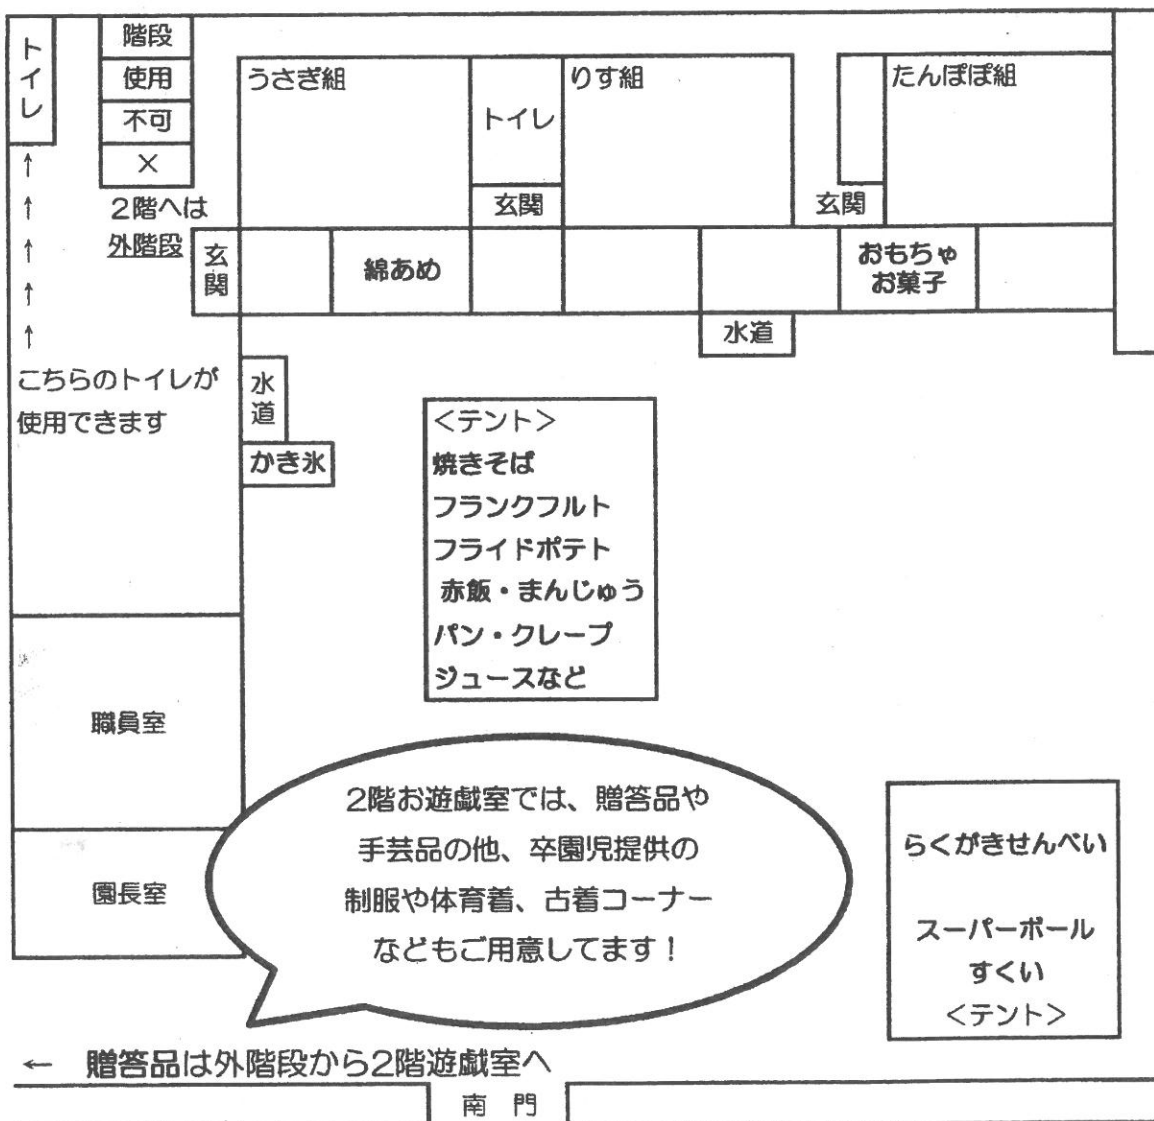 トイレ
階段
使用
不可
×
うさぎ組
トイレ
りす組
たんぽぽ組
↑
↑
↑
↑
↑
2階へは
外階段
玄関
玄関
玄関
綿あめ
おもちゃ
お菓子
水道
こちらのトイレが
使用できます
水道
かき氷
<テント>
焼きそば
フランクフルト
フライドポテト
赤飯・まんじゅう
パン・クレープ
ジュースなど
職員室
園長室
2階お遊戯室では、贈答品や
手芸品の他、卒園児提供の
制服や体育着、古着コーナー
などもご用意してます!
らくがきせんべい
スーパーボール
すくい
<テント>
← 贈答品は外階段から2階遊戯室へ
南 門